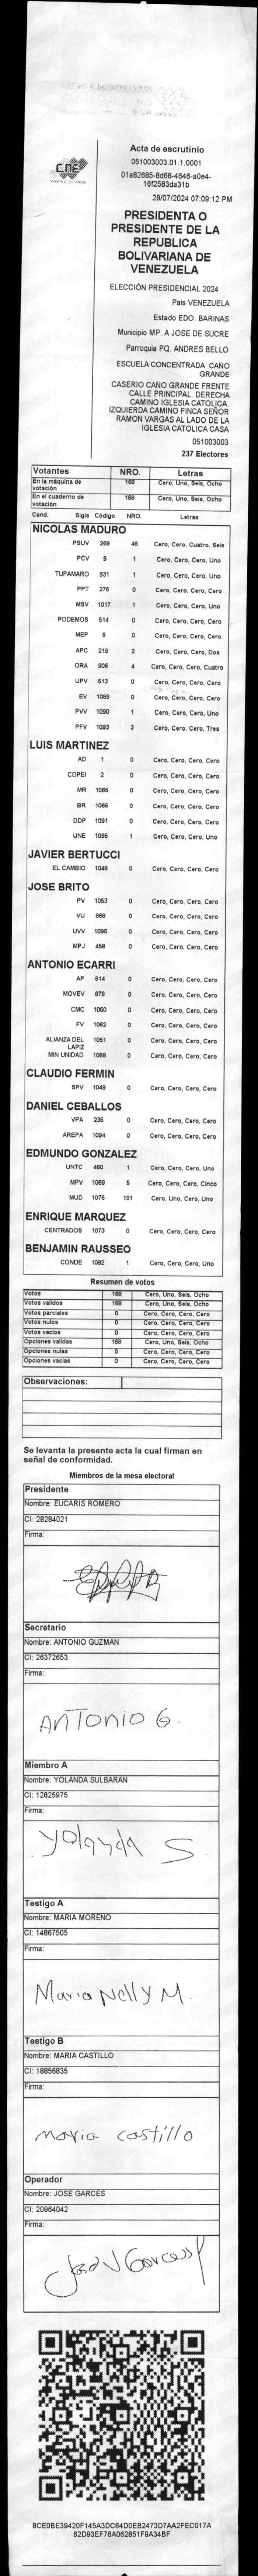 Acta de escrutinio
051003003.01.1.0001
01a82685-8d68-4646-a0e4-
16f2583da31b
28/07/2024 07:09:12 PM
CNE
PRESIDENTA O
PRESIDENTE DE LA
REPUBLICA
BOLIVARIANA DE
VENEZUELA
ELECCIÓN PRESIDENCIAL 2024
País VENEZUELA
Estado EDO. BARINAS
Municipio MP. A JOSE DE SUCRE
Parroquia PQ. ANDRES BELLO
ESCUELA CONCENTRADA CAÑO
GRANDE
CASERIO CAÑO GRANDE FRENTE
CALLE PRINCIPAL. DERECHA
CAMINO IGLESIA CATOLICA.
IZQUIERDA CAMINO FINCA SEÑOR
RAMON VARGAS AL LADO DE LA
IGLESIA CATOLICA CASA
051003003
237 Electores
Votantes NRO. Letras
En la máquina de votación 168 Cero, Uno, Seis, Ocho
En el cuaderno de votación 168 Cero, Uno, Seis, Ocho
Cand. Sigla Código NRO. Letras
NICOLAS MADURO
PSUV 269 46 Cero, Cero, Cuatro, Seis
PCV 9 1 Cero, Cero, Cero, Uno
TUPAMARO 931 1 Cero, Cero, Cero, Uno
PPT 276 0 Cero, Cero, Cero, Cero
MSV 1017 1 Cero, Cero, Cero, Uno
PODEMOS 514 0 Cero, Cero, Cero, Cero
MEP 6 0 Cero, Cero, Cero, Cero
APC 219 2 Cero, Cero, Cero, Dos
ORA 906 4 Cero, Cero, Cero, Cuatro
UPV 513 0 Cero, Cero, Cero, Cero
EV 1089 0 Cero, Cero, Cero, Cero
PVV 1090 1 Cero, Cero, Cero, Uno
PFV 1093 3 Cero, Cero, Cero, Tres
LUIS MARTINEZ
AD 1 0 Cero, Cero, Cero, Cero
COPEI 2 0 Cero, Cero, Cero, Cero
MR 1065 0 Cero, Cero, Cero, Cero
BR 1066 0 Cero, Cero, Cero, Cero
DDP 1091 0 Cero, Cero, Cero, Cero
UNE 1095 1 Cero, Cero, Cero, Uno
JAVIER BERTUCCI
EL CAMBIO 1048 0 Cero, Cero, Cero, Cero
JOSE BRITO
PV 1053 0 Cero, Cero, Cero, Cero
VU 868 0 Cero, Cero, Cero, Cero
UVV 1096 0 Cero, Cero, Cero, Cero
MPJ 458 0 Cero, Cero, Cero, Cero
ANTONIO ECARRI
AP 814 0 Cero, Cero, Cero, Cero
MOVEV 878 0 Cero, Cero, Cero, Cero
CMC 1050 0 Cero, Cero, Cero, Cero
FV 1062 0 Cero, Cero, Cero, Cero
ALIANZA DEL LAPIZ 1051 0 Cero, Cero, Cero, Cero
MIN UNIDAD 1068 0 Cero, Cero, Cero, Cero
CLAUDIO FERMIN
SPV 1049 0 Cero, Cero, Cero, Cero
DANIEL CEBALLOS
VPA 236 0 Cero, Cero, Cero, Cero
AREPA 1094 0 Cero, Cero, Cero, Cero
EDMUNDO GONZALEZ
UNTC 460 1 Cero, Cero, Cero, Uno
MPV 1069 5 Cero, Cero, Cero, Cinco
MUD 1075 101 Cero, Uno, Cero, Uno
ENRIQUE MARQUEZ
CENTRADOS 1073 0 Cero, Cero, Cero, Cero
BENJAMIN RAUSSEO
CONDE 1092 1 Cero, Cero, Cero, Uno
Resumen de votos
Votos 168 Cero, Uno, Seis, Ocho
Votos validos 168 Cero, Uno, Seis, Ocho
Votos parciales 0 Cero, Cero, Cero, Cero
Votos nulos 0 Cero, Cero, Cero, Cero
Votos vacíos 0 Cero, Cero, Cero, Cero
Opciones validas 168 Cero, Uno, Seis, Ocho
Opciones nulas 0 Cero, Cero, Cero, Cero
Opciones vacías 0 Cero, Cero, Cero, Cero
Observaciones:
Se levanta la presente acta la cual firman en
señal de conformidad.
Miembros de la mesa electoral
Presidente
Nombre: EUCARIS ROMERO
CI: 28284021
Firma:
Secretario
Nombre: ANTONIO GUZMAN
CI: 26372653
Firma:
Antonio G.
Miembro A
Nombre: YOLANDA SULBARAN
CI: 12825975
Firma:
yolanda S
Testigo A
Nombre: MARIA MORENO
CI: 14867505
Firma:
Maria Nelly M.
Testigo B
Nombre: MARIA CASTILLO
CI: 18856835
Firma:
maria castillo
Operador
Nombre: JOSE GARCES
CI: 20964042
Firma:
8CE0BE39420F145A3DC64D0EB2473D7AA2FEC017A
62D93EF76A062851F9A34BF